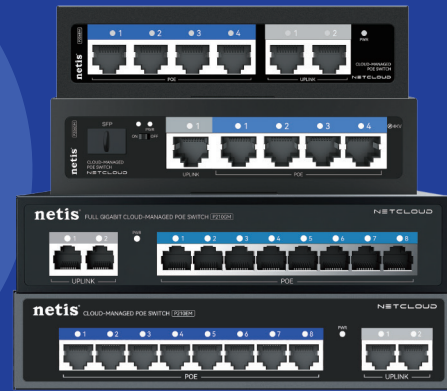 1 2 3 4 1 2
PWR
netis
POE UPLINK
CLOUD-MANAGED
POE SWITCH
NETCLOUD
SFP
PWR
ON OFF
1 1 2 3 4
netis
CLOUD-MANAGED
POE SWITCH
NETCLOUD
UPLINK POE
netis FULL GIGABIT CLOUD-MANAGED POE SWITCH P210GM
NETCLOUD
1 2 PWR 1 2 3 4 5 6 7 8
UPLINK POE
netis CLOUD-MANAGED POE SWITCH P210EM
NETCLOUD
1 2 3 4 5 6 7 8 PWR 1 2
POE UPLINK